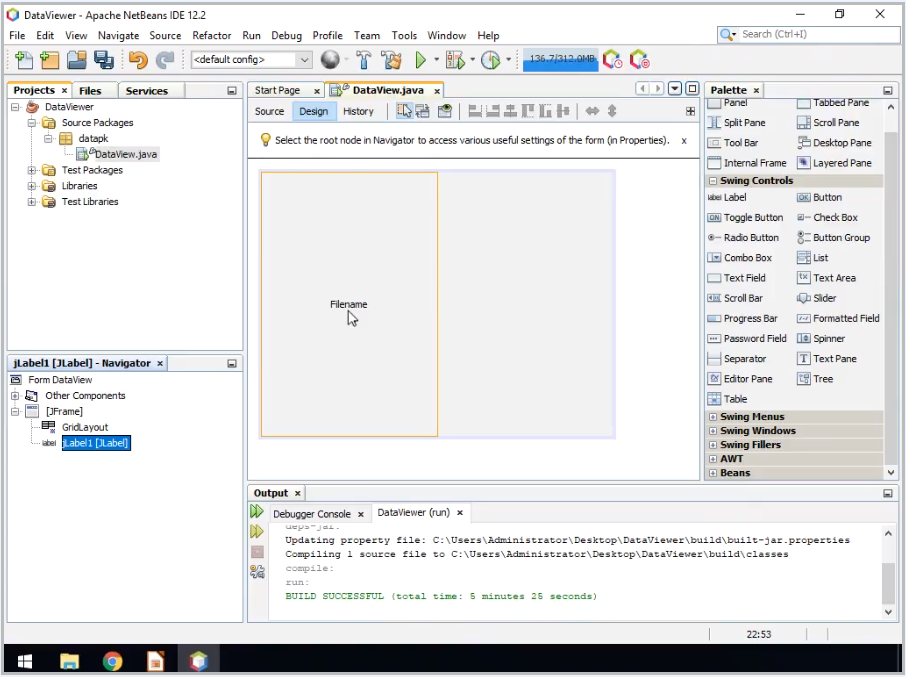 DataViewer - Apache NetBeans IDE 12.2
File Edit View Navigate Source Refactor Run Debug Profile Team Tools Window Help
Search (Ctrl+I)
<default config>
136.7/312.0MB
Projects × Files Services
DataViewer
Source Packages
datapk
DataView.java
Test Packages
Libraries
Test Libraries
jLabel1 [JLabel] - Navigator ×
Form DataView
Other Components
[JFrame]
GridLayout
label jLabel1 [JLabel]
Start Page × DataView.java ×
Source Design History
Select the root node in Navigator to access various useful settings of the form (in Properties). x
Filename
Palette ×
Panel Tabbed Pane
Split Pane Scroll Pane
Tool Bar Desktop Pane
Internal Frame Layered Pane
Swing Controls
label Label OK Button
ON Toggle Button Check Box
Radio Button Button Group
Combo Box List
Text Field Text Area
Scroll Bar Slider
Progress Bar Formatted Field
Password Field Spinner
Separator T Text Pane
Editor Pane Tree
Table
Swing Menus
Swing Windows
Swing Fillers
AWT
Beans
Output ×
Debugger Console × DataViewer (run) ×
deps-jar:
Updating property file: C:\Users\Administrator\Desktop\DataViewer\build\built-jar.properties
Compiling 1 source file to C:\Users\Administrator\Desktop\DataViewer\build\classes
compile:
run:
BUILD SUCCESSFUL (total time: 5 minutes 25 seconds)
22:53